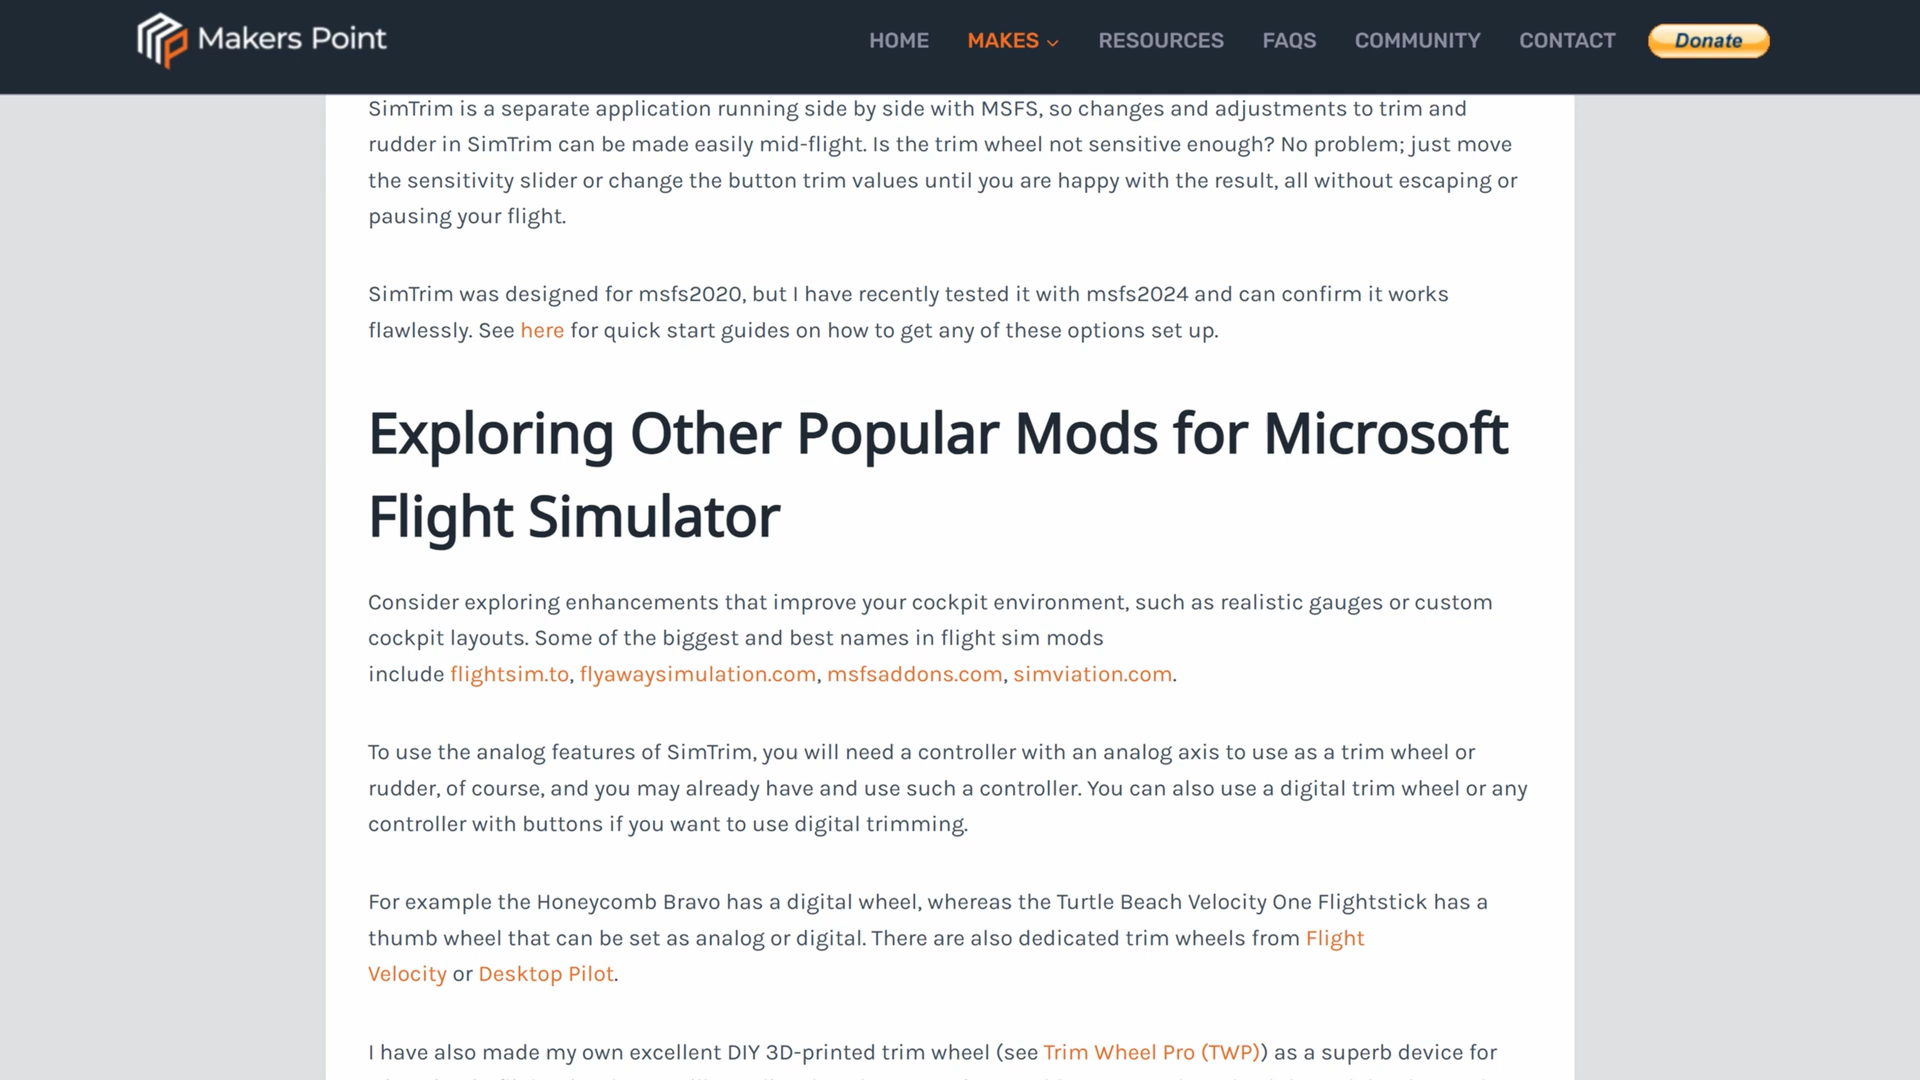 Makers Point
HOME MAKES RESOURCES FAQS COMMUNITY CONTACT Donate
SimTrim is a separate application running side by side with MSFS, so changes and adjustments to trim and
rudder in SimTrim can be made easily mid-flight. Is the trim wheel not sensitive enough? No problem; just move
the sensitivity slider or change the button trim values until you are happy with the result, all without escaping or
pausing your flight.
SimTrim was designed for msfs2020, but I have recently tested it with msfs2024 and can confirm it works
flawlessly. See here for quick start guides on how to get any of these options set up.
Exploring Other Popular Mods for Microsoft
Flight Simulator
Consider exploring enhancements that improve your cockpit environment, such as realistic gauges or custom
cockpit layouts. Some of the biggest and best names in flight sim mods
include flightsim.to, flyawaysimulation.com, msfsaddons.com, simviation.com.
To use the analog features of SimTrim, you will need a controller with an analog axis to use as a trim wheel or
rudder, of course, and you may already have and use such a controller. You can also use a digital trim wheel or any
controller with buttons if you want to use digital trimming.
For example the Honeycomb Bravo has a digital wheel, whereas the Turtle Beach Velocity One Flightstick has a
thumb wheel that can be set as analog or digital. There are also dedicated trim wheels from Flight
Velocity or Desktop Pilot.
I have also made my own excellent DIY 3D-printed trim wheel (see Trim Wheel Pro (TWP)) as a superb device for